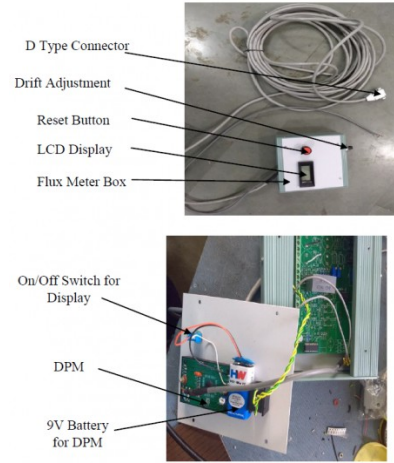 D Type Connector
Drift Adjustment
Reset Button
LCD Display
Flux Meter Box
On/Off Switch for
Display
HW
DPM
9V Battery
for DPM